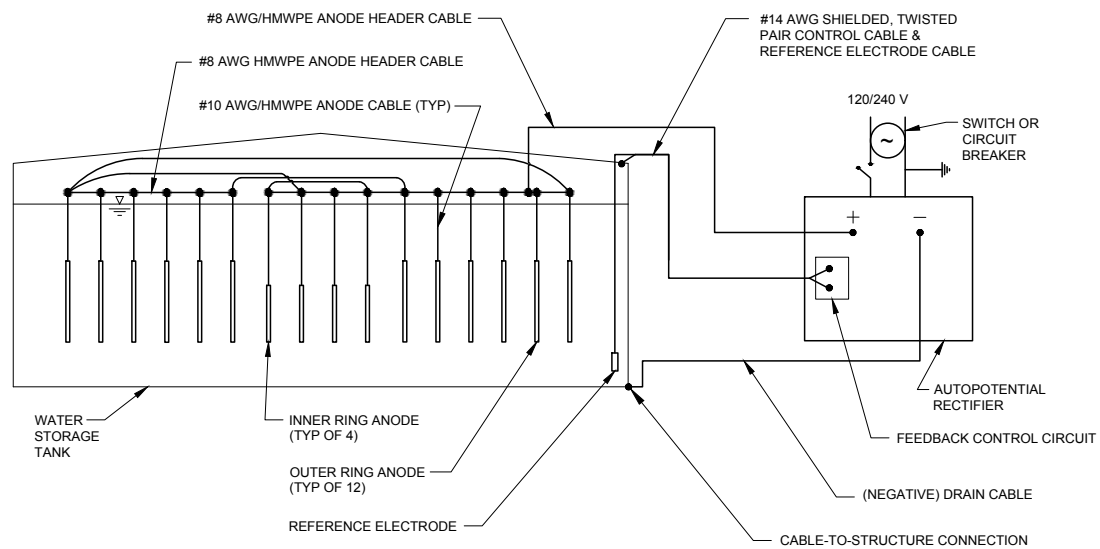 #8 AWG/HMWPE ANODE HEADER CABLE
#14 AWG SHIELDED, TWISTED
PAIR CONTROL CABLE &
REFERENCE ELECTRODE CABLE
#8 AWG HMWPE ANODE HEADER CABLE
#10 AWG/HMWPE ANODE CABLE (TYP)
120/240 V
SWITCH OR
CIRCUIT
BREAKER
~
+
−
WATER
STORAGE
TANK
INNER RING ANODE
(TYP OF 4)
OUTER RING ANODE
(TYP OF 12)
REFERENCE ELECTRODE
AUTOPOTENTIAL
RECTIFIER
FEEDBACK CONTROL CIRCUIT
(NEGATIVE) DRAIN CABLE
CABLE-TO-STRUCTURE CONNECTION